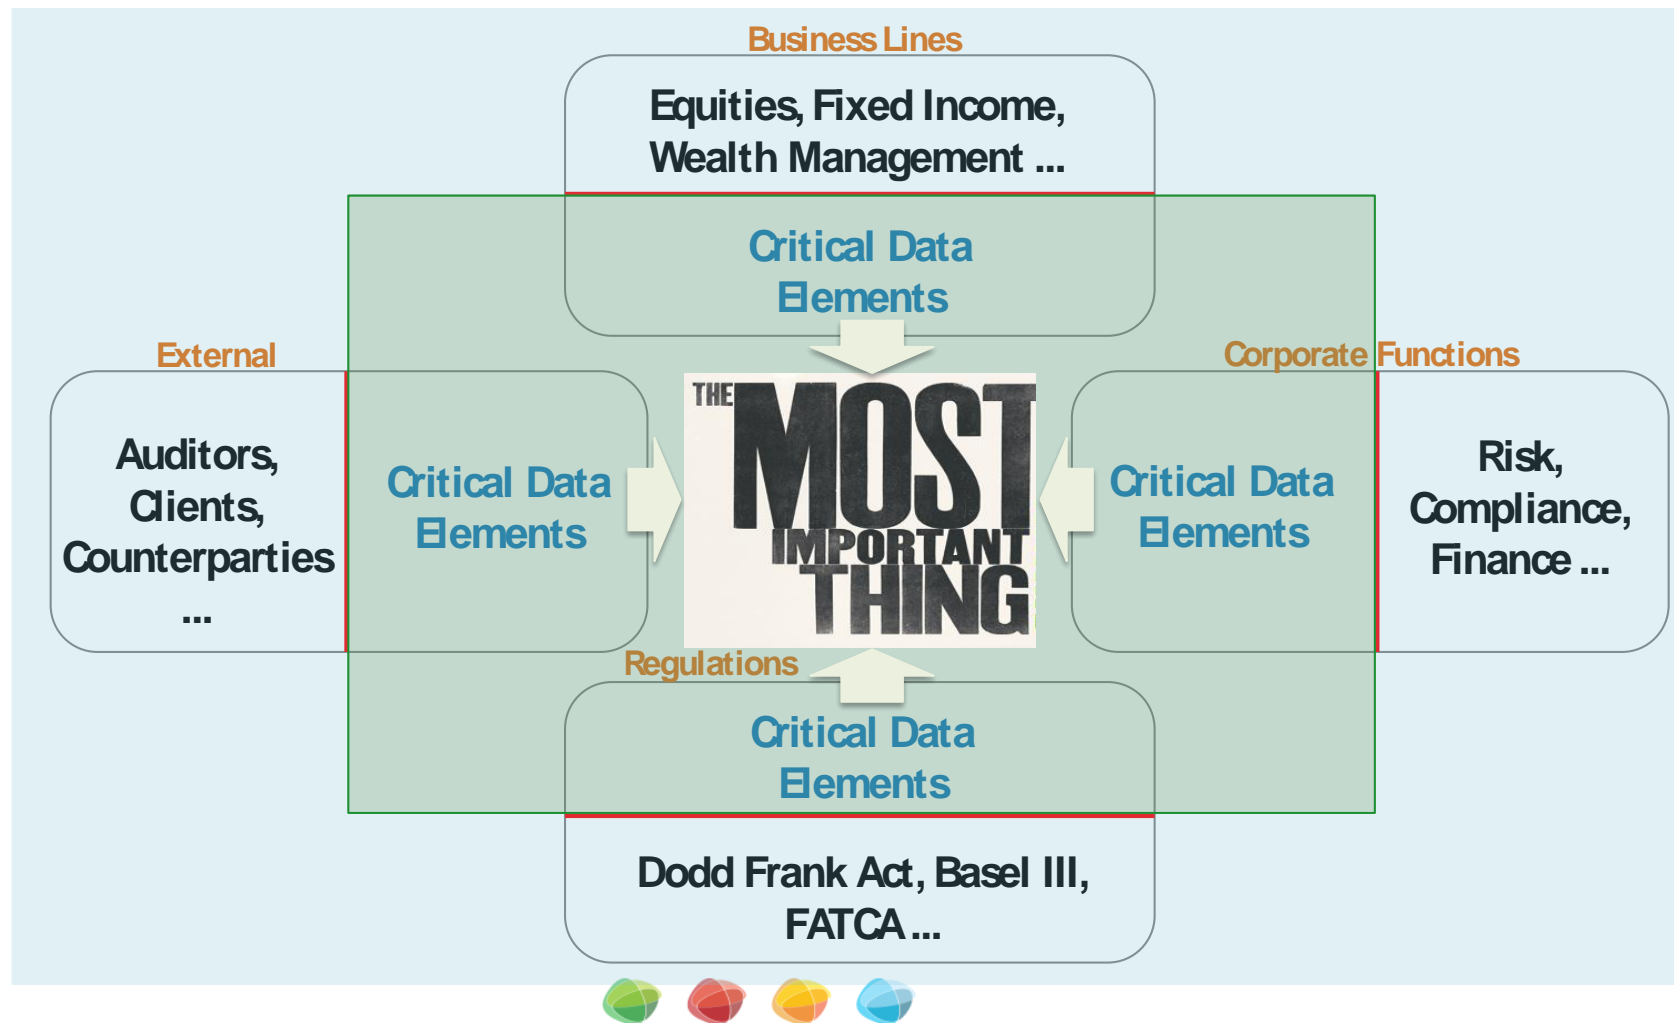 Business Lines
Equities, Fixed Income,
Wealth Management ...
Critical Data
Elements
External
Auditors,
Clients,
Counterparties
...
Critical Data
Elements
THE
MOST
IMPORTANT
THING
Corporate Functions
Critical Data
Elements
Risk,
Compliance,
Finance ...
Regulations
Critical Data
Elements
Dodd Frank Act, Basel III,
FATCA ...